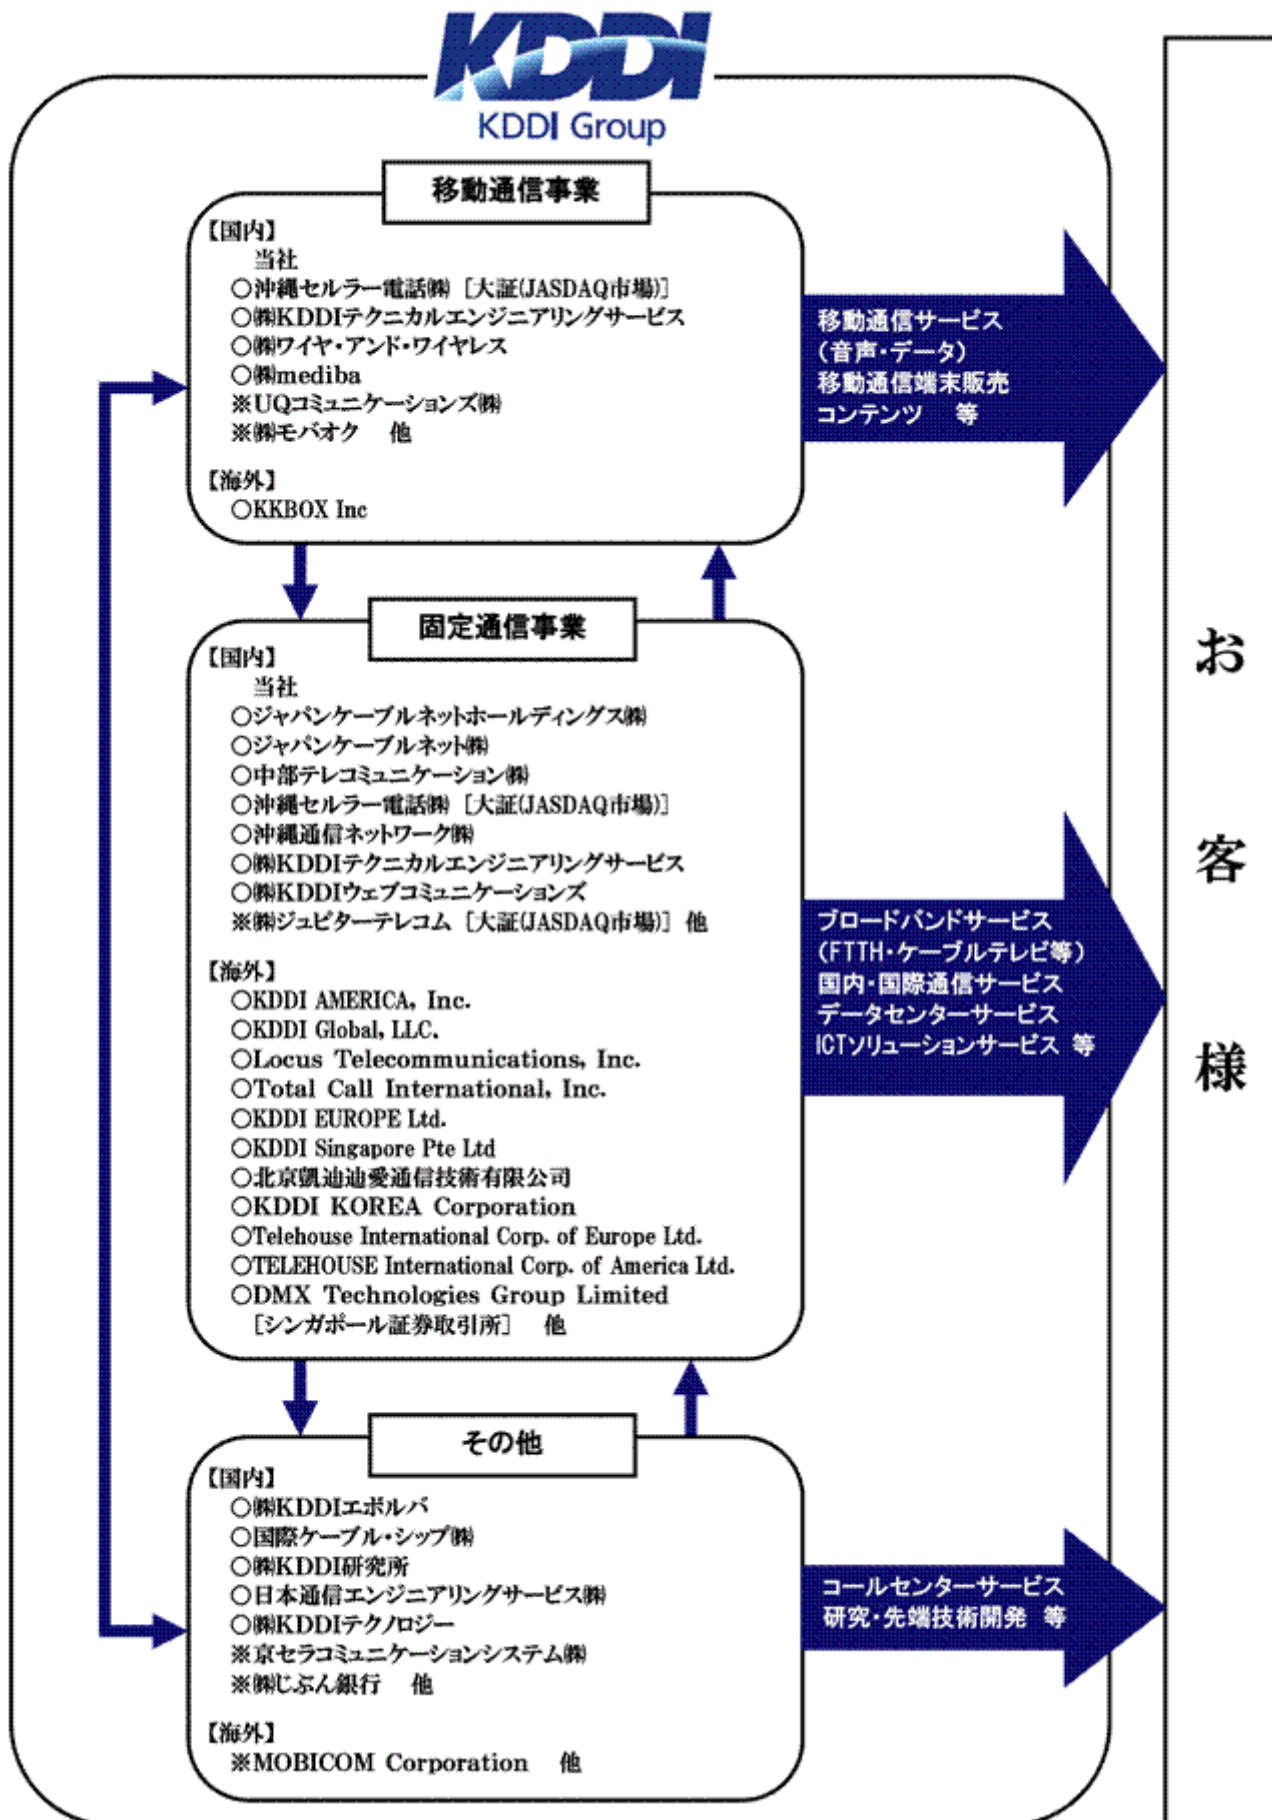 KDDI
KDDI Group
移動通信事業
【国内】
当社
○沖縄セルラー電話㈱ [大証(JASDAQ市場)]
○㈱KDDIテクニカルエンジニアリングサービス
○㈱ワイヤ・アンド・ワイヤレス
○㈱mediba
※UQコミュニケーションズ㈱
※㈱モバオク 他
【海外】
○KKBOX Inc
移動通信サービス
(音声・データ)
移動通信端末販売
コンテンツ 等
固定通信事業
【国内】
当社
○ジャパンケーブルネットホールディングス㈱
○ジャパンケーブルネット㈱
○中部テレコミュニケーション㈱
○沖縄セルラー電話㈱ [大証(JASDAQ市場)]
○沖縄通信ネットワーク㈱
○㈱KDDIテクニカルエンジニアリングサービス
○㈱KDDIウェブコミュニケーションズ
※㈱ジュピターテレコム [大証(JASDAQ市場)] 他
【海外】
○KDDI AMERICA, Inc.
○KDDI Global, LLC.
○Locus Telecommunications, Inc.
○Total Call International, Inc.
○KDDI EUROPE Ltd.
○KDDI Singapore Pte Ltd
○北京凱迪迪愛通信技術有限公司
○KDDI KOREA Corporation
○Telehouse International Corp. of Europe Ltd.
○TELEHOUSE International Corp. of America Ltd.
○DMX Technologies Group Limited
[シンガポール証券取引所] 他
ブロードバンドサービス
(FTTH・ケーブルテレビ等)
国内・国際通信サービス
データセンターサービス
ICTソリューションサービス 等
その他
【国内】
○㈱KDDIエボルバ
○国際ケーブル・シップ㈱
○㈱KDDI研究所
○日本通信エンジニアリングサービス㈱
○㈱KDDIテクノロジー
※京セラコミュニケーションシステム㈱
※㈱じぶん銀行 他
【海外】
※MOBICOM Corporation 他
コールセンターサービス
研究・先端技術開発 等
お客様